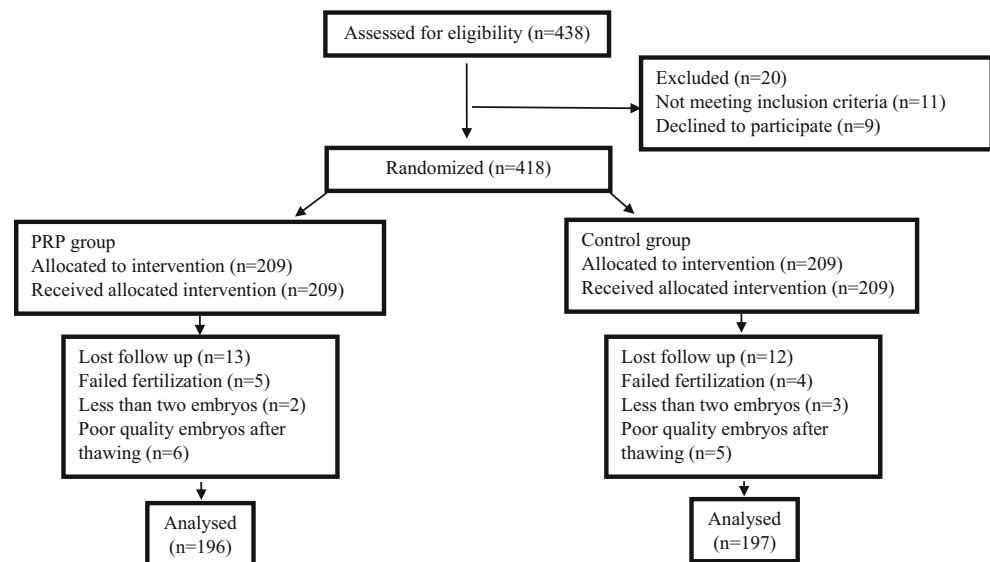 Assessed for eligibility (n=438)
Excluded (n=20)
Not meeting inclusion criteria (n=11)
Declined to participate (n=9)
Randomized (n=418)
PRP group
Allocated to intervention (n=209)
Received allocated intervention (n=209)
Control group
Allocated to intervention (n=209)
Received allocated intervention (n=209)
Lost follow up (n=13)
Failed fertilization (n=5)
Less than two embryos (n=2)
Poor quality embryos after
thawing (n=6)
Lost follow up (n=12)
Failed fertilization (n=4)
Less than two embryos (n=3)
Poor quality embryos after
thawing (n=5)
Analysed
(n=196)
Analysed
(n=197)